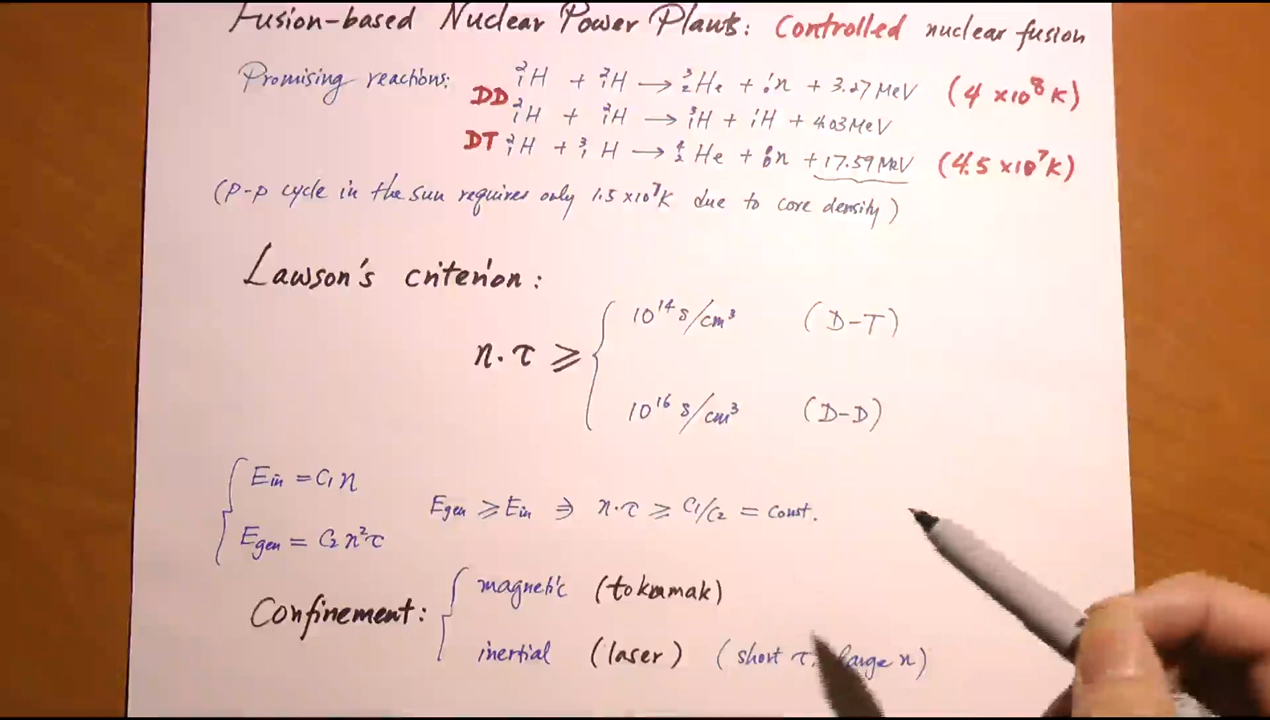 Fusion-based Nuclear Power Plants: Controlled nuclear fusion
Promising reactions: ²₁H + ²₁H → ³₂He + ¹₀n + 3.27 MeV (4 × 10⁸ K)
DD ²₁H + ²₁H → ³₁H + ¹₁H + 4.03 MeV
DT ²₁H + ³₁H → ⁴₂He + ¹₀n + 17.59 MeV (4.5 × 10⁷ K)
(P-P cycle in the Sun requires only 1.5 × 10⁷ K due to core density)
Lawson's criterion:
10¹⁴ s/cm³ (D-T)
n·τ ≥
10¹⁶ s/cm³ (D-D)
Ein = C₁n
Egen ≥ Ein ∋ n·τ ≥ C₁/C₂ = Const.
Egen = C₂n²τ
Confinement:
magnetic (tokamak)
inertial (laser) (short τ, large n)